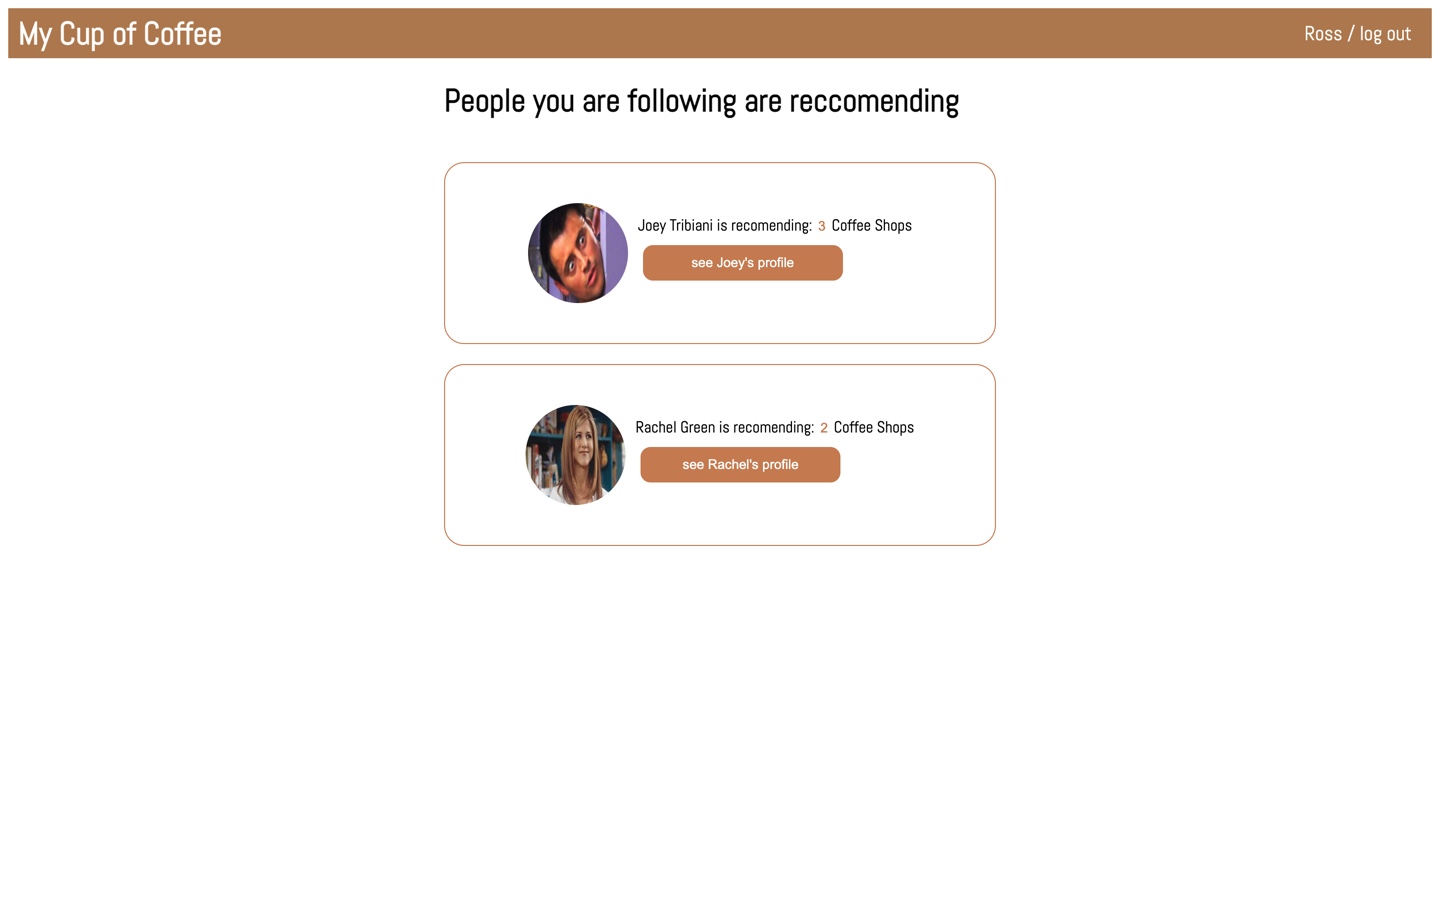 My Cup of Coffee
Ross / log out
People you are following are reccomending
Joey Tribiani is recomending: 3 Coffee Shops
see Joey's profile
Rachel Green is recomending: 2 Coffee Shops
see Rachel's profile